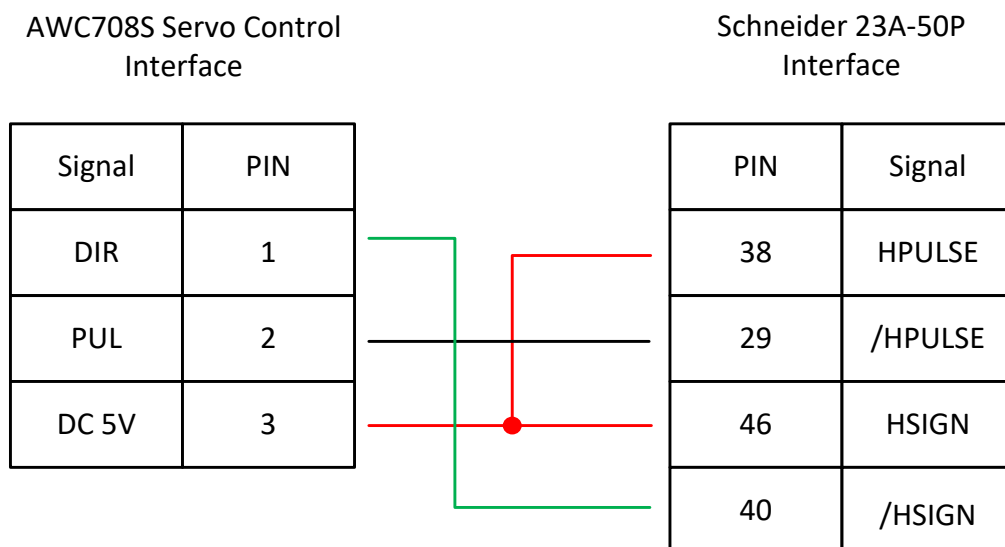 AWC708S Servo Control
Interface
Schneider 23A-50P
Interface
Signal PIN
DIR 1
PUL 2
DC 5V 3
PIN Signal
38 HPULSE
29 /HPULSE
46 HSIGN
40 /HSIGN